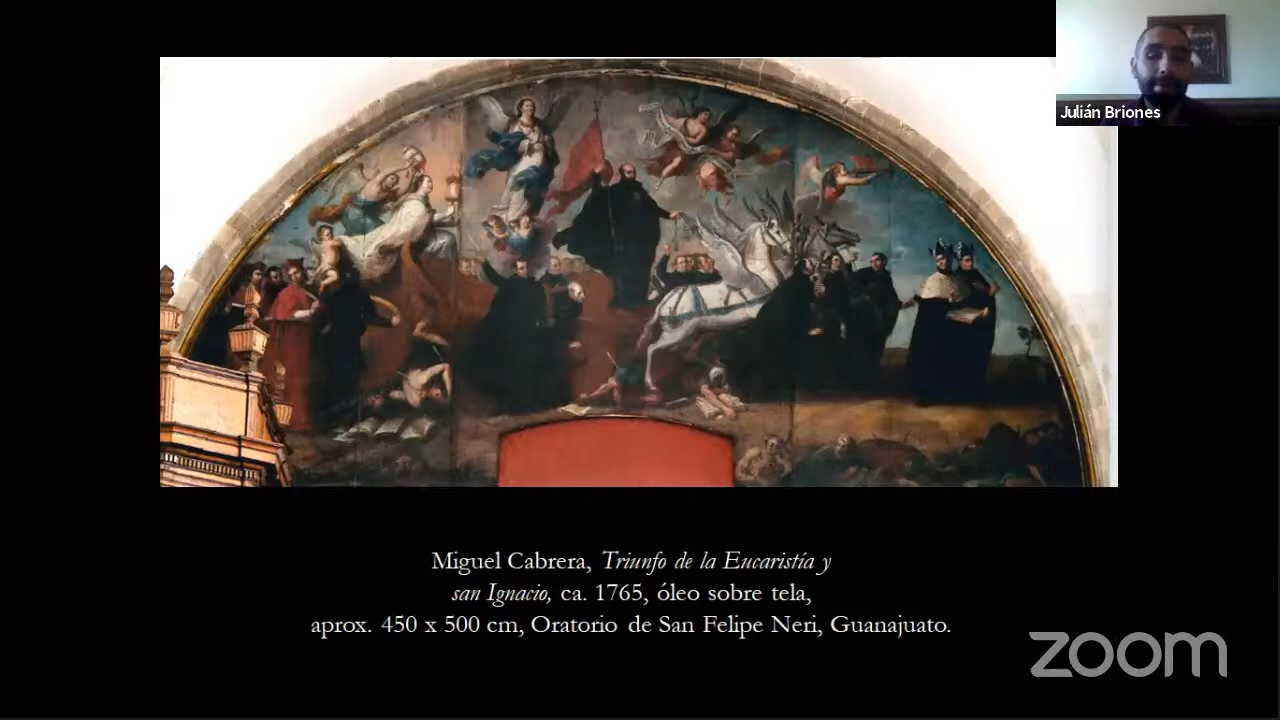 Julián Briones
Miguel Cabrera, Triunfo de la Eucaristía y
san Ignacio, ca. 1765, óleo sobre tela,
aprox. 450 x 500 cm, Oratorio de San Felipe Neri, Guanajuato.
zoom